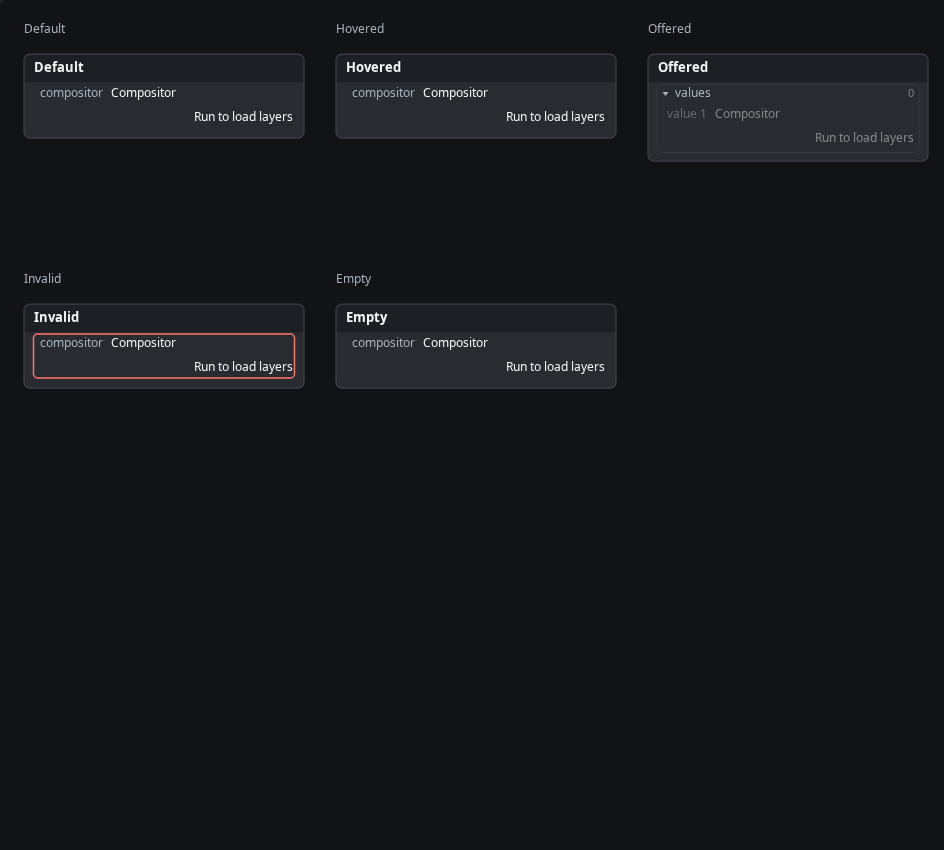 Default
Default
compositor Compositor
Run to load layers
Hovered
Hovered
compositor Compositor
Run to load layers
Offered
Offered
values 0
value 1 Compositor
Run to load layers
Invalid
Invalid
compositor Compositor
Run to load layers
Empty
Empty
compositor Compositor
Run to load layers